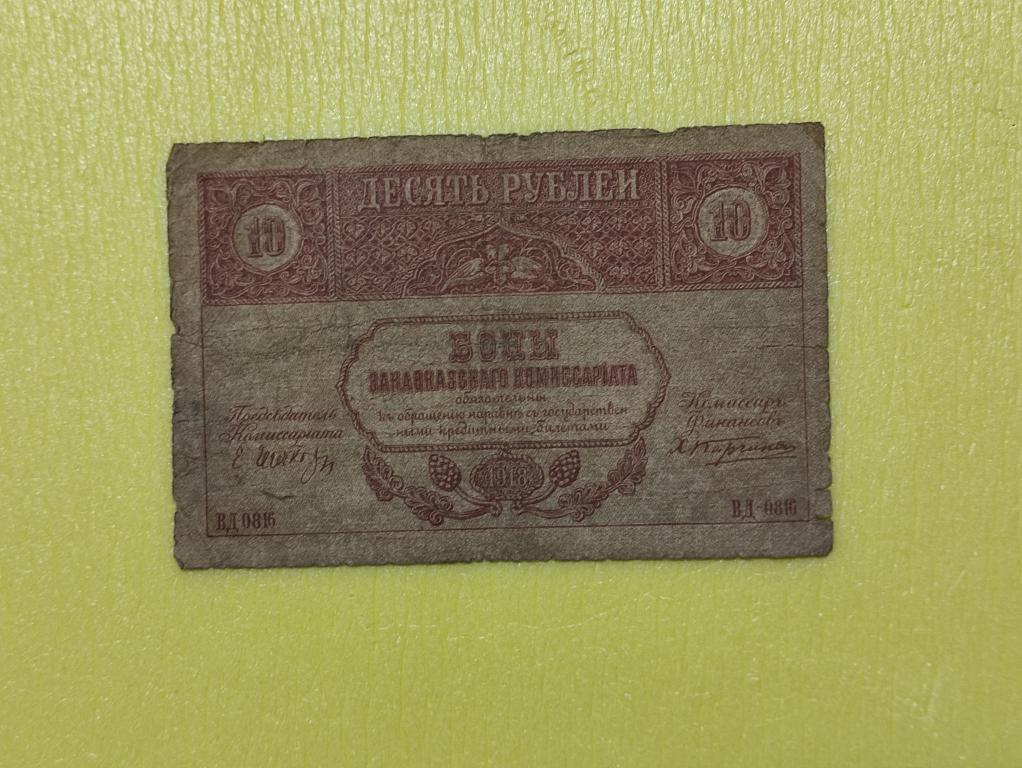 ДЕСЯТЬ РУБЛЕЙ
10
10
БОНЫ
ЗАКАВКАЗСКАГО КОМИССАРІАТА
обязательны
къ обращенію наравнѣ съ государствен
ными кредитными билетами
Предсѣдатель
Комиссаріата
Комиссаръ
Финансовъ
1918
ВД 0816
ВД-0816